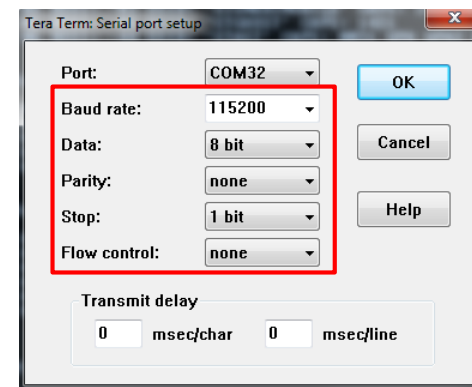 Tera Term: Serial port setup
Port: COM32
OK
Baud rate: 115200
Data: 8 bit
Cancel
Parity: none
Stop: 1 bit
Help
Flow control: none
Transmit delay
0 msec/char 0 msec/line